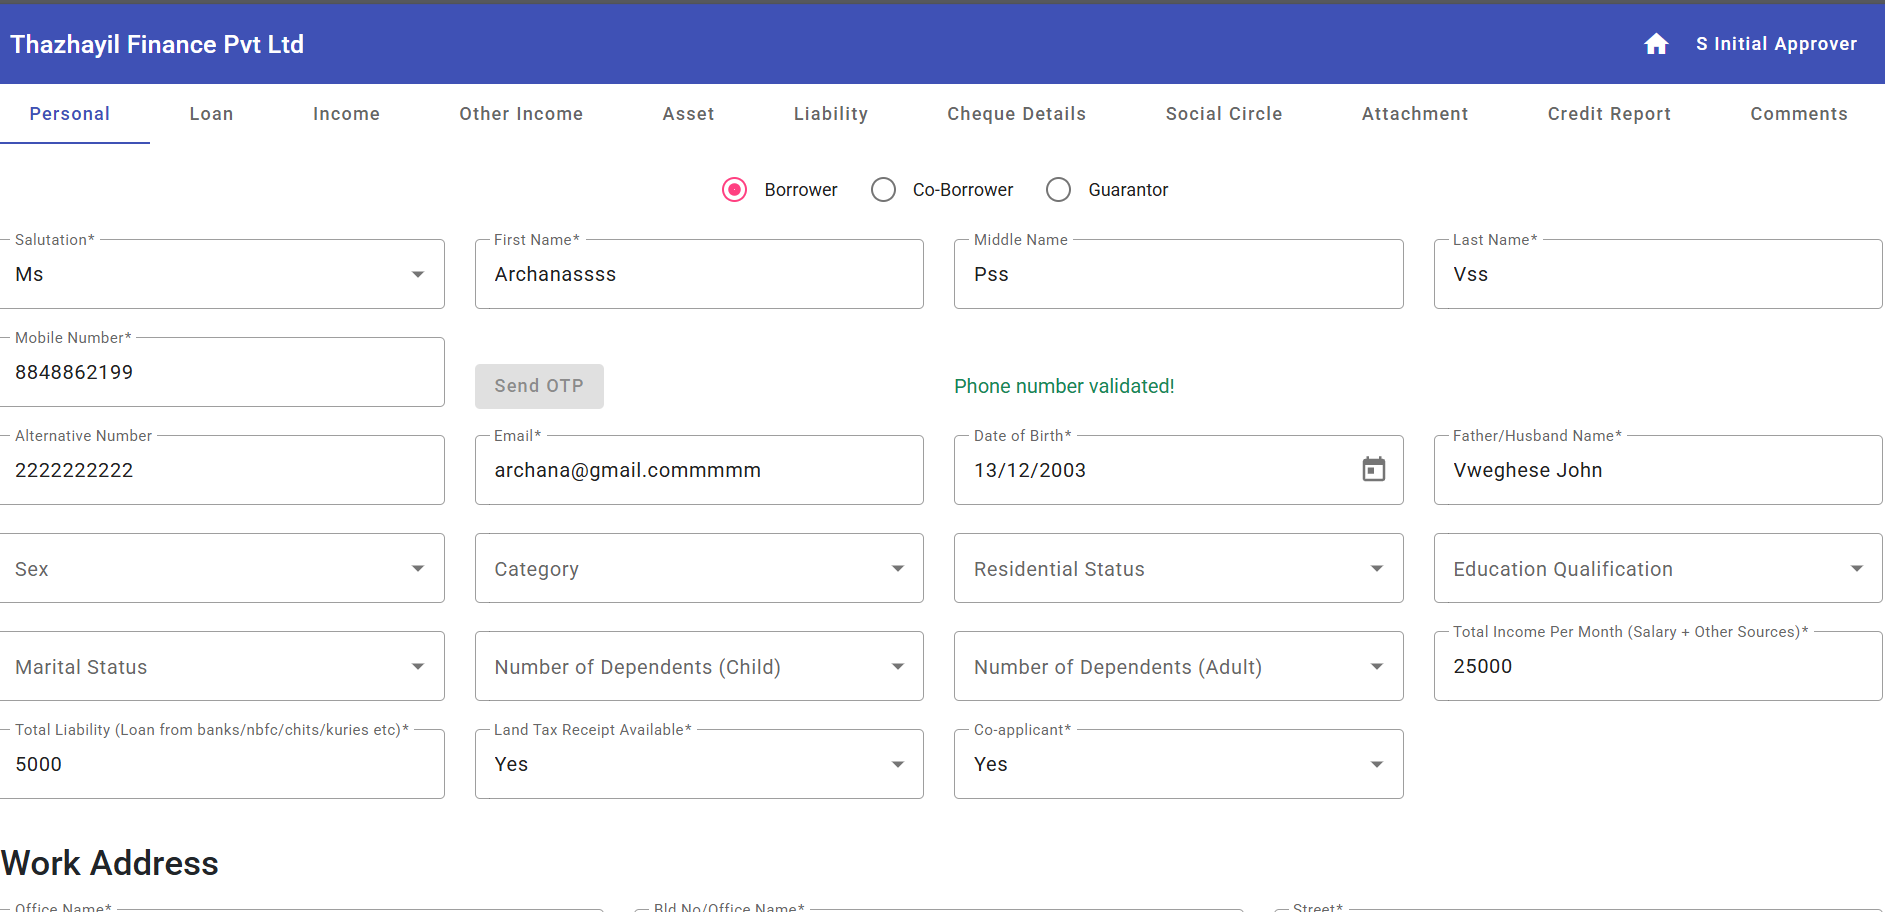 Thazhayil Finance Pvt Ltd
S Initial Approver
Personal Loan Income Other Income Asset Liability Cheque Details Social Circle Attachment Credit Report Comments
Borrower Co-Borrower Guarantor
Salutation* First Name* Middle Name Last Name*
Ms Archanassss Pss Vss
Mobile Number*
8848862199
Send OTP Phone number validated!
Alternative Number Email* Date of Birth* Father/Husband Name*
2222222222 archana@gmail.commmmm 13/12/2003 Vweghese John
Sex Category Residential Status Education Qualification
Total Income Per Month (Salary + Other Sources)*
Marital Status Number of Dependents (Child) Number of Dependents (Adult) 25000
Total Liability (Loan from banks/nbfc/chits/kuries etc)* Land Tax Receipt Available* Co-applicant*
5000 Yes Yes
Work Address
Office Name* Bld No/Office Name* Street*